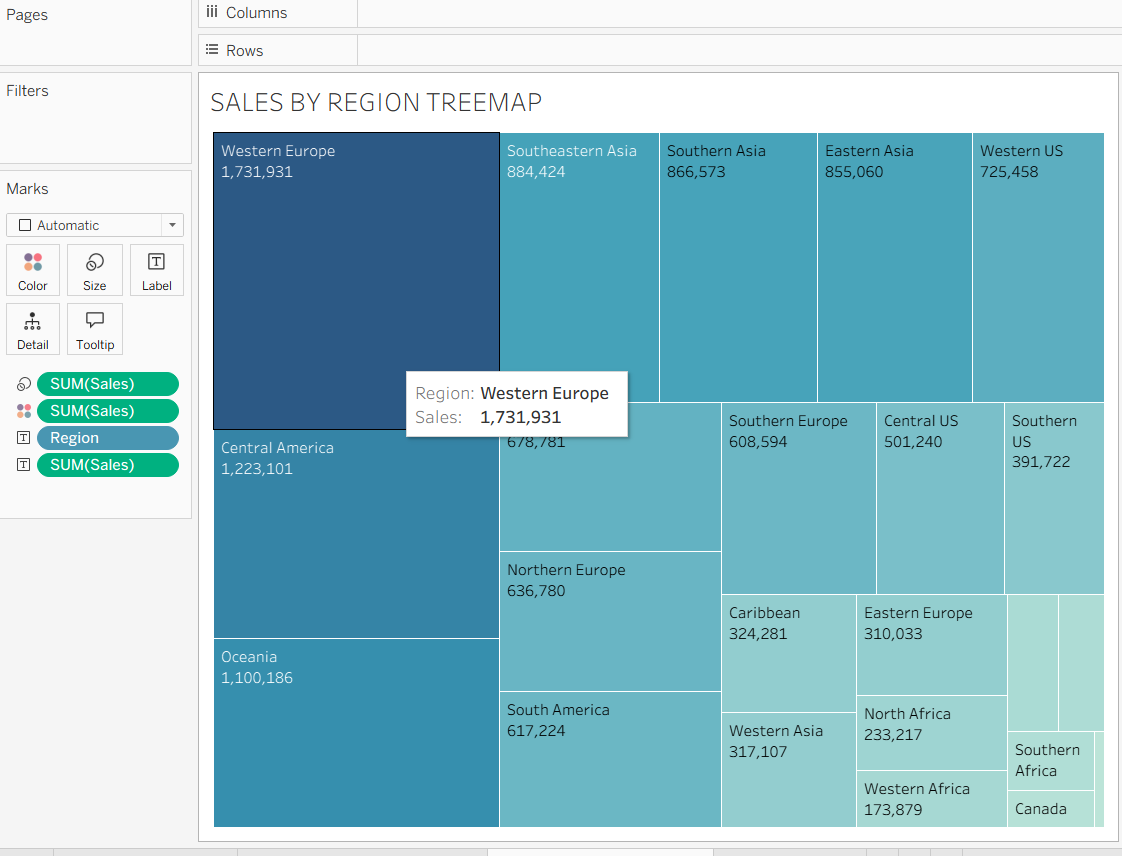 Pages
Columns
Rows
Filters
Marks
Automatic
Color
Size
Label
Detail
Tooltip
SUM(Sales)
SUM(Sales)
Region
SUM(Sales)
SALES BY REGION TREEMAP
Western Europe
1,731,931
Southeastern Asia
884,424
Southern Asia
866,573
Eastern Asia
855,060
Western US
725,458
Region: Western Europe
Sales: 1,731,931
Central America
1,223,101
Oceania
1,100,186
678,781
Northern Europe
636,780
South America
617,224
Southern Europe
608,594
Central US
501,240
Southern
US
391,722
Caribbean
324,281
Western Asia
317,107
Eastern Europe
310,033
North Africa
233,217
Western Africa
173,879
Southern
Africa
Canada